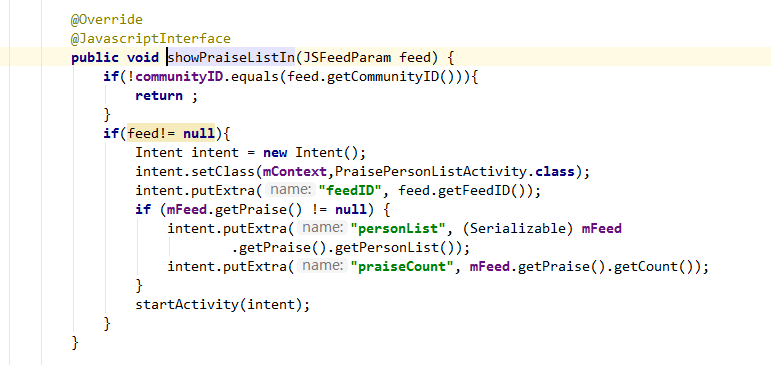 @Override
@JavascriptInterface
public void showPraiseListIn(JSFeedParam feed) {
if(!communityID.equals(feed.getCommunityID())){
return ;
}
if(feed!= null){
Intent intent = new Intent();
intent.setClass(mContext,PraisePersonListActivity.class);
intent.putExtra( name: "feedID", feed.getFeedID());
if (mFeed.getPraise() != null) {
intent.putExtra( name: "personList", (Serializable) mFeed
.getPraise().getPersonList());
intent.putExtra( name: "praiseCount", mFeed.getPraise().getCount());
}
startActivity(intent);
}
}